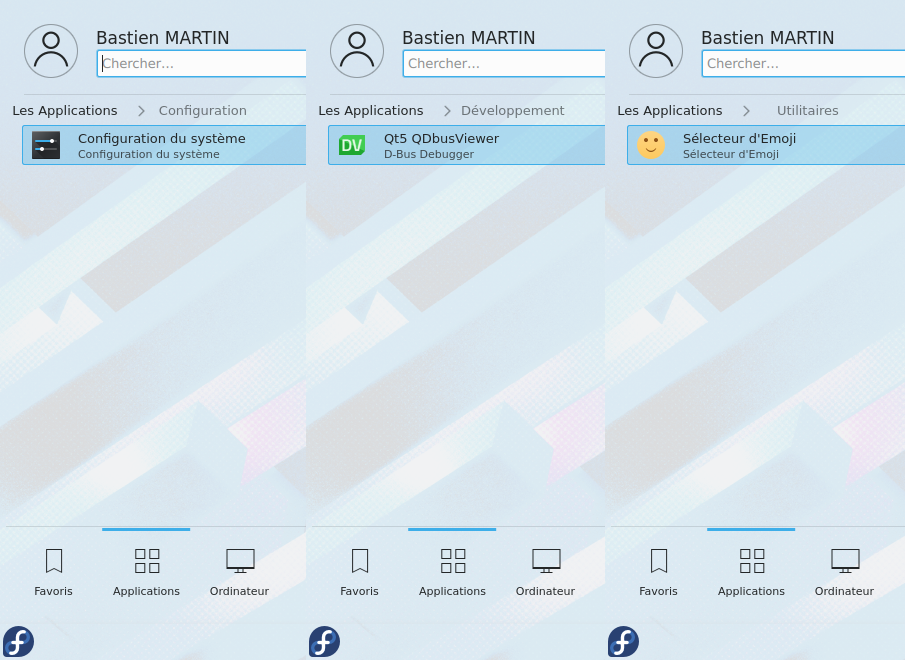 Bastien MARTIN
Chercher...
Les Applications
Configuration
Configuration du système
Configuration du système
Favoris
Applications
Ordinateur
Bastien MARTIN
Chercher...
Les Applications
Développement
DV
Qt5 QDbusViewer
D-Bus Debugger
Favoris
Applications
Ordinateur
Bastien MARTIN
Chercher...
Les Applications
Utilitaires
Sélecteur d'Emoji
Sélecteur d'Emoji
Favoris
Applications
Ordinateur